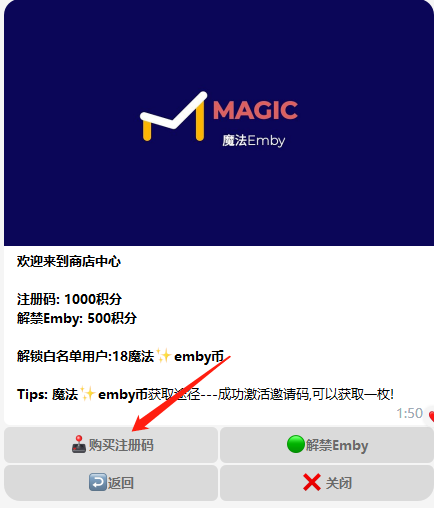 MAGIC
魔法Emby
欢迎来到商店中心
注册码: 1000积分
解禁Emby: 500积分
解锁白名单用户:18魔法✨emby币
Tips: 魔法✨emby币获取途径---成功激活邀请码,可以获取一枚!
1:50
🕹️购买注册码
🟢解禁Emby
↩️返回
❌ 关闭